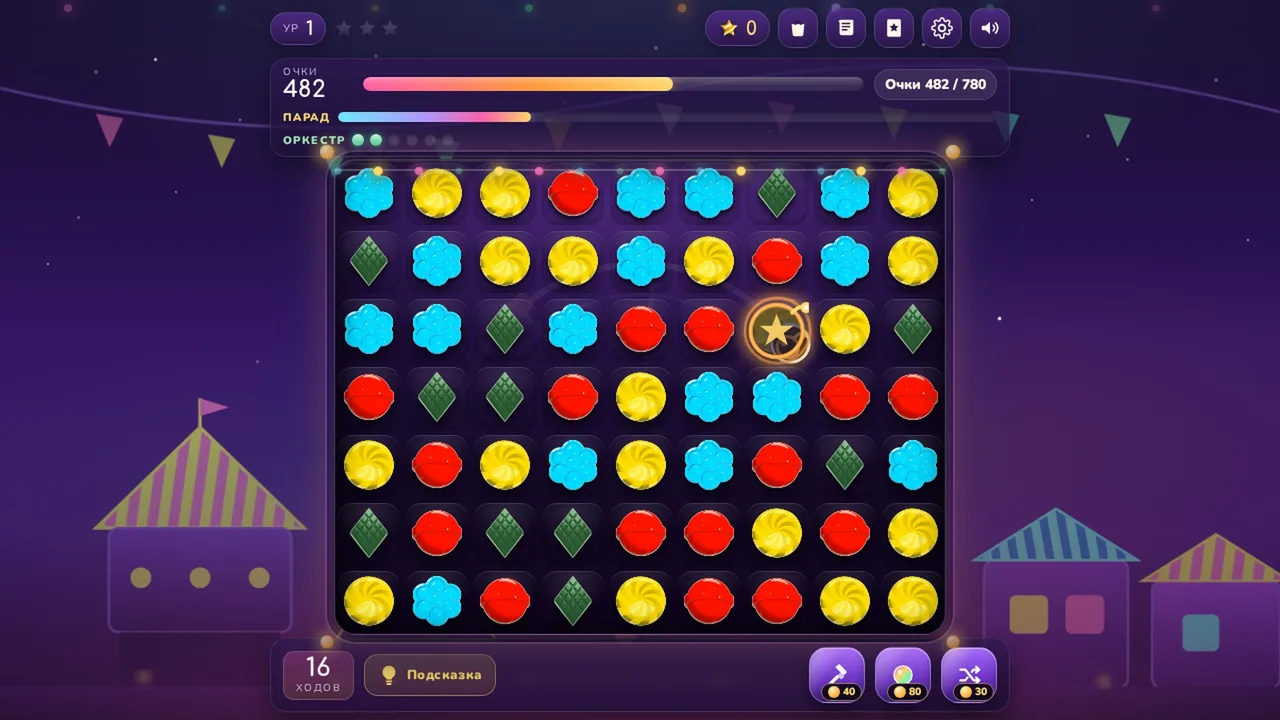 УР 1
0
ОЧКИ
482
Очки 482 / 780
ПАРАД
ОРКЕСТР
16
ХОДОВ
Подсказка
40
80
30